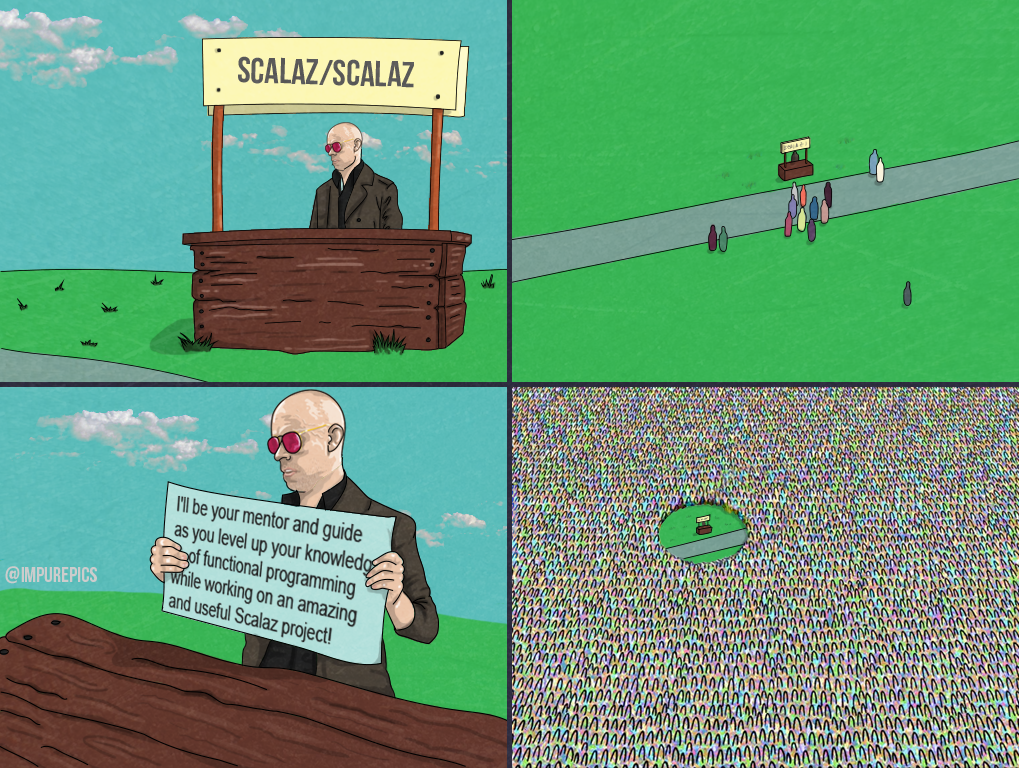 SCALAZ/SCALAZ
I'll be your mentor and guide
as you level up your knowledg
of functional programming
while working on an amazing
and useful Scalaz project!
@IMPUREPICS